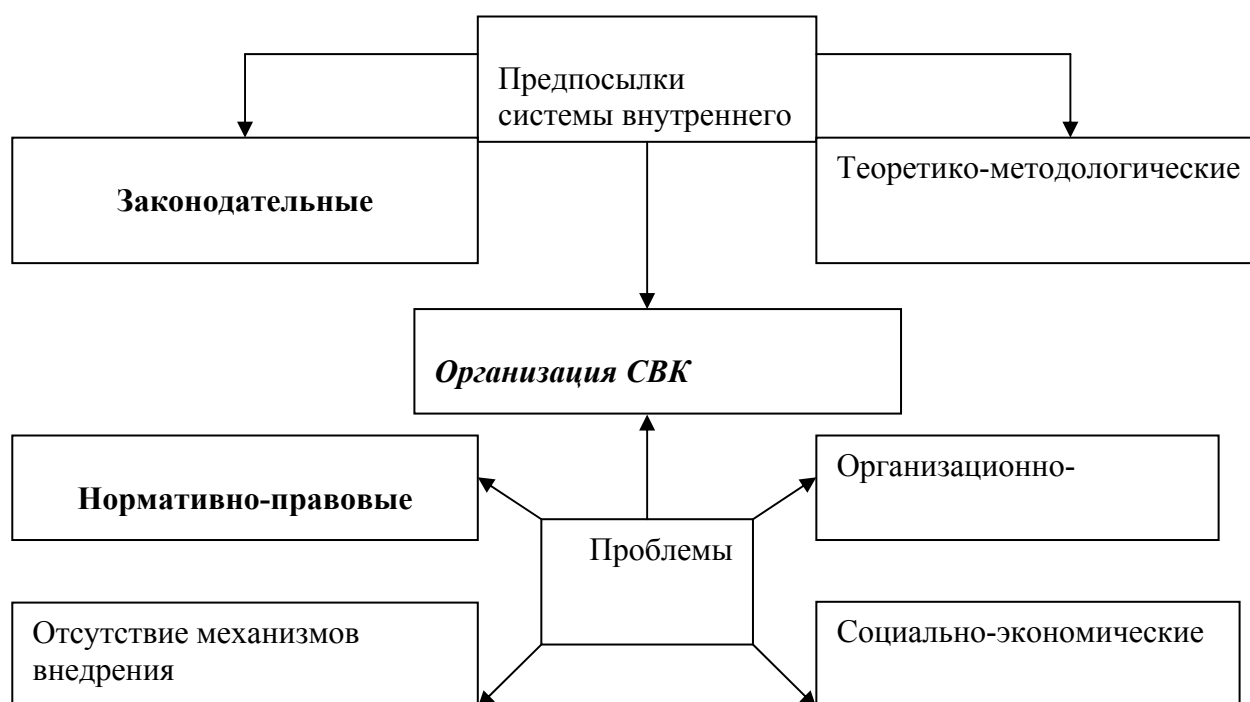 Предпосылки
системы внутреннего
Законодательные
Теоретико-методологические
Организация СВК
Нормативно-правовые
Организационно-
Проблемы
Отсутствие механизмов
внедрения
Социально-экономические